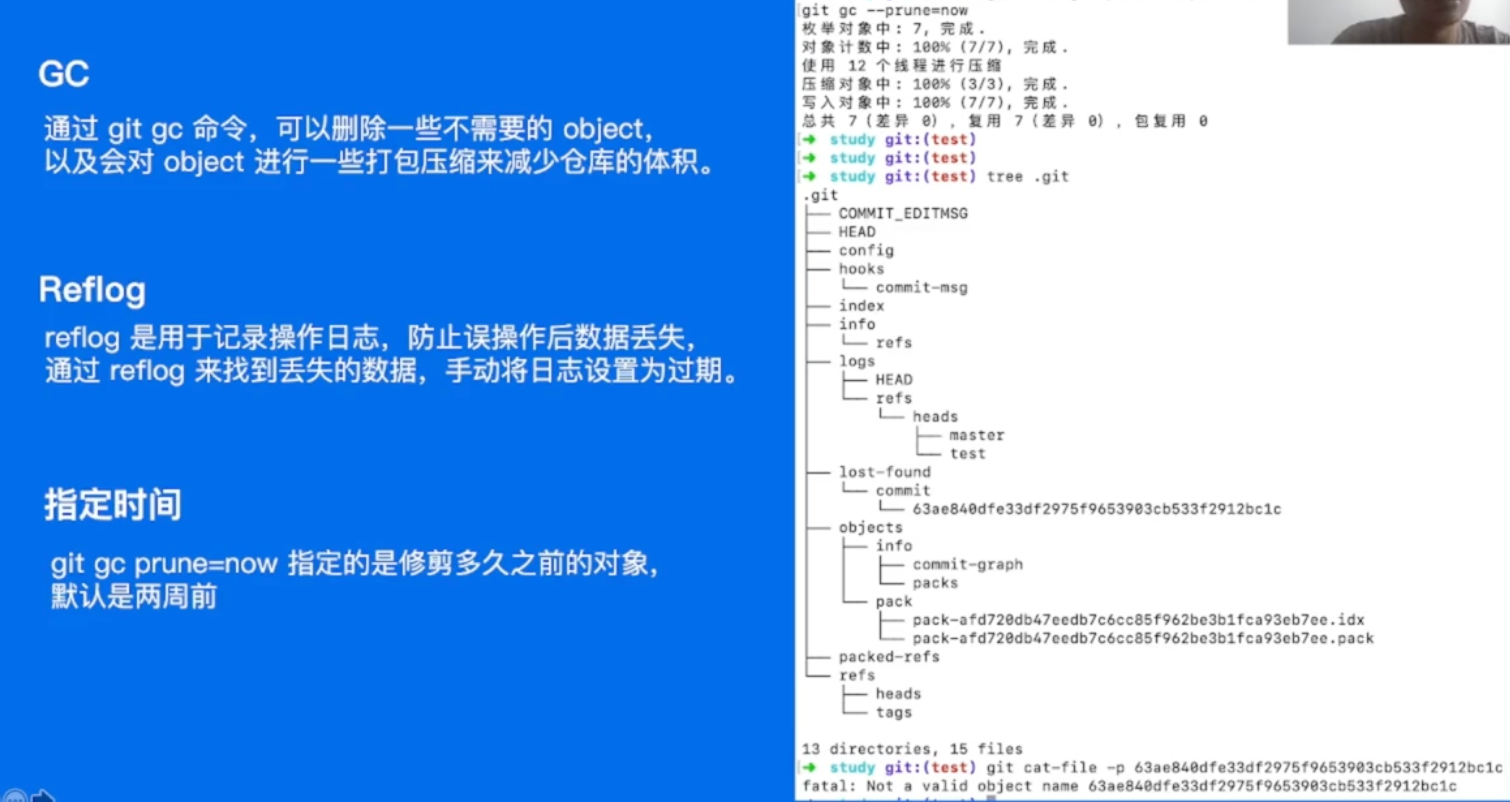 GC
通过 git gc 命令，可以删除一些不需要的 object，
以及会对 object 进行一些打包压缩来减少仓库的体积。
Reflog
reflog 是用于记录操作日志，防止误操作后数据丢失，
通过 reflog 来找到丢失的数据，手动将日志设置为过期。
指定时间
git gc prune=now 指定的是修剪多久之前的对象，
默认是两周前
git gc --prune=now
枚举对象中: 7, 完成.
对象计数中: 100% (7/7), 完成.
使用 12 个线程进行压缩
压缩对象中: 100% (3/3), 完成.
写入对象中: 100% (7/7), 完成.
总共 7 (差异 0) , 复用 7 (差异 0) , 包复用 0
[➜ study git:(test)
[➜ study git:(test)
[➜ study git:(test) tree .git
.git
├── COMMIT_EDITMSG
├── HEAD
├── config
├── hooks
│   └── commit-msg
├── index
├── info
│   └── refs
├── logs
│   ├── HEAD
│   └── refs
│       └── heads
│           ├── master
│           └── test
├── lost-found
│   └── commit
│       └── 63ae840dfe33df2975f9653903cb533f2912bc1c
├── objects
│   ├── info
│   │   ├── commit-graph
│   │   └── packs
│   └── pack
│       ├── pack-afd720db47eedb7c6cc85f962be3b1fca93eb7ee.idx
│       └── pack-afd720db47eedb7c6cc85f962be3b1fca93eb7ee.pack
├── packed-refs
└── refs
    ├── heads
    └── tags
13 directories, 15 files
[➜ study git:(test) git cat-file -p 63ae840dfe33df2975f9653903cb533f2912bc1c
fatal: Not a valid object name 63ae840dfe33df2975f9653903cb533f2912bc1c